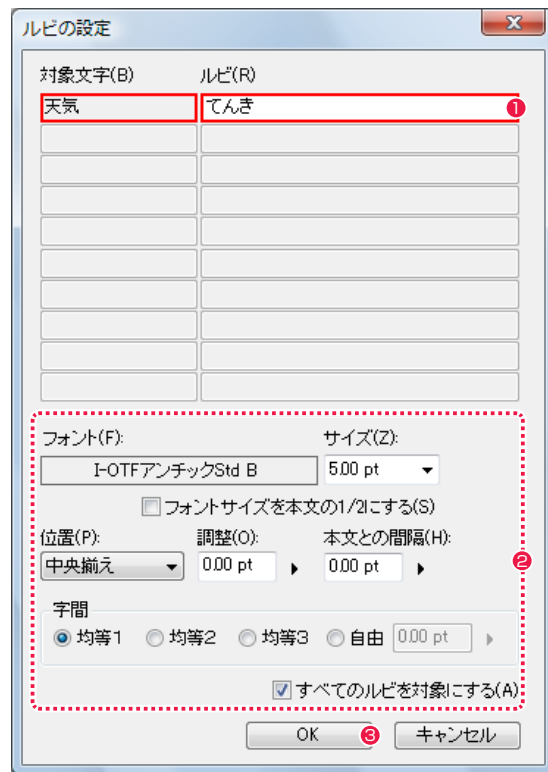 ルビの設定
対象文字(B) ルビ(R)
天気 てんき ❶
フォント(F): サイズ(Z):
I-OTFアンチックStd B 5.00 pt
フォントサイズを本文の1/2にする(S)
位置(P): 調整(O): 本文との間隔(H):
中央揃え 0.00 pt 0.00 pt ❷
字間
均等1 均等2 均等3 自由 0.00 pt
すべてのルビを対象にする(A)
OK ❸ キャンセル